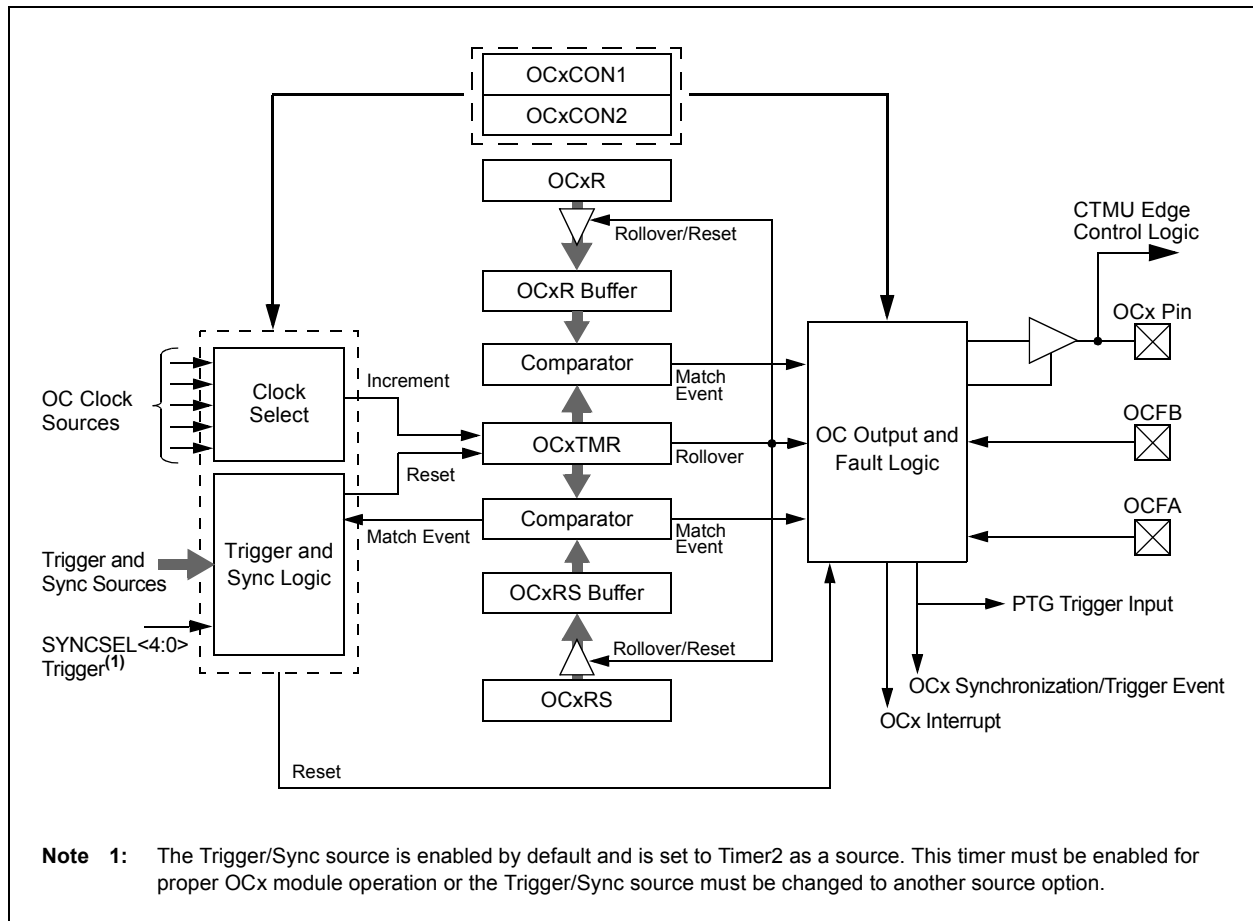 OCxCON1
OCxCON2
OCxR
Rollover/Reset
CTMU Edge
Control Logic
OCxR Buffer
OCx Pin
Comparator
Match
Event
Increment
OC Clock
Sources
Clock
Select
OCxTMR
Rollover
OC Output and
Fault Logic
OCFB
Reset
Comparator
Match Event
Match
Event
OCFA
Trigger and
Sync Sources
Trigger and
Sync Logic
OCxRS Buffer
PTG Trigger Input
SYNCSEL<4:0>
Trigger(1)
Rollover/Reset
OCxRS
OCx Synchronization/Trigger Event
OCx Interrupt
Reset
Note 1: The Trigger/Sync source is enabled by default and is set to Timer2 as a source. This timer must be enabled for
proper OCx module operation or the Trigger/Sync source must be changed to another source option.